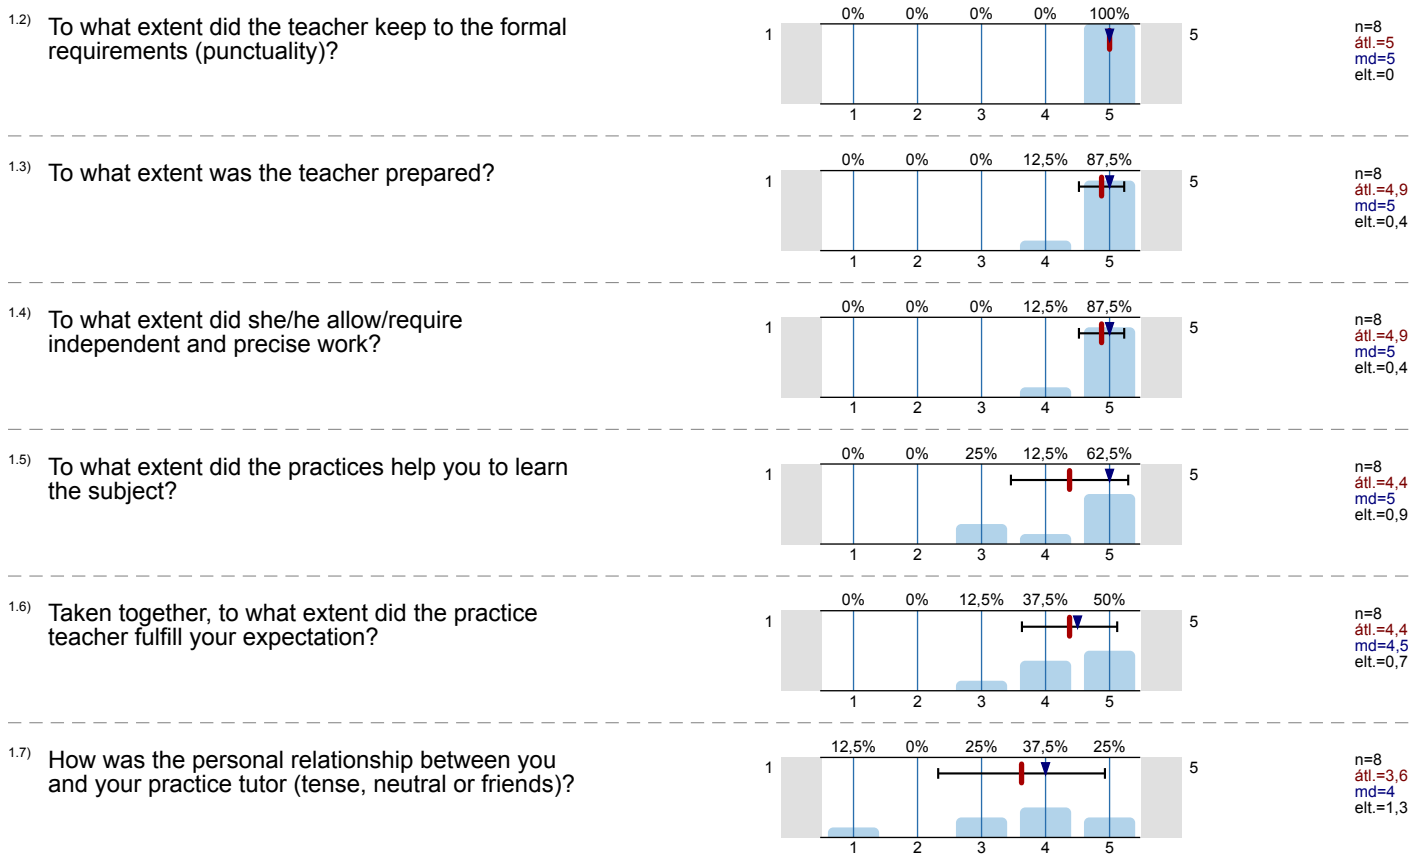 1.2) To what extent did the teacher keep to the formal
requirements (punctuality)?
0% 0% 0% 0% 100%
1 5
1 2 3 4 5
n=8
átl.=5
md=5
elt.=0
1.3) To what extent was the teacher prepared?
0% 0% 0% 12,5% 87,5%
1 5
1 2 3 4 5
n=8
átl.=4,9
md=5
elt.=0,4
1.4) To what extent did she/he allow/require
independent and precise work?
0% 0% 0% 12,5% 87,5%
1 5
1 2 3 4 5
n=8
átl.=4,9
md=5
elt.=0,4
1.5) To what extent did the practices help you to learn
the subject?
0% 0% 25% 12,5% 62,5%
1 5
1 2 3 4 5
n=8
átl.=4,4
md=5
elt.=0,9
1.6) Taken together, to what extent did the practice
teacher fulfill your expectation?
0% 0% 12,5% 37,5% 50%
1 5
1 2 3 4 5
n=8
átl.=4,4
md=4,5
elt.=0,7
1.7) How was the personal relationship between you
and your practice tutor (tense, neutral or friends)?
12,5% 0% 25% 37,5% 25%
1 5
1 2 3 4 5
n=8
átl.=3,6
md=4
elt.=1,3